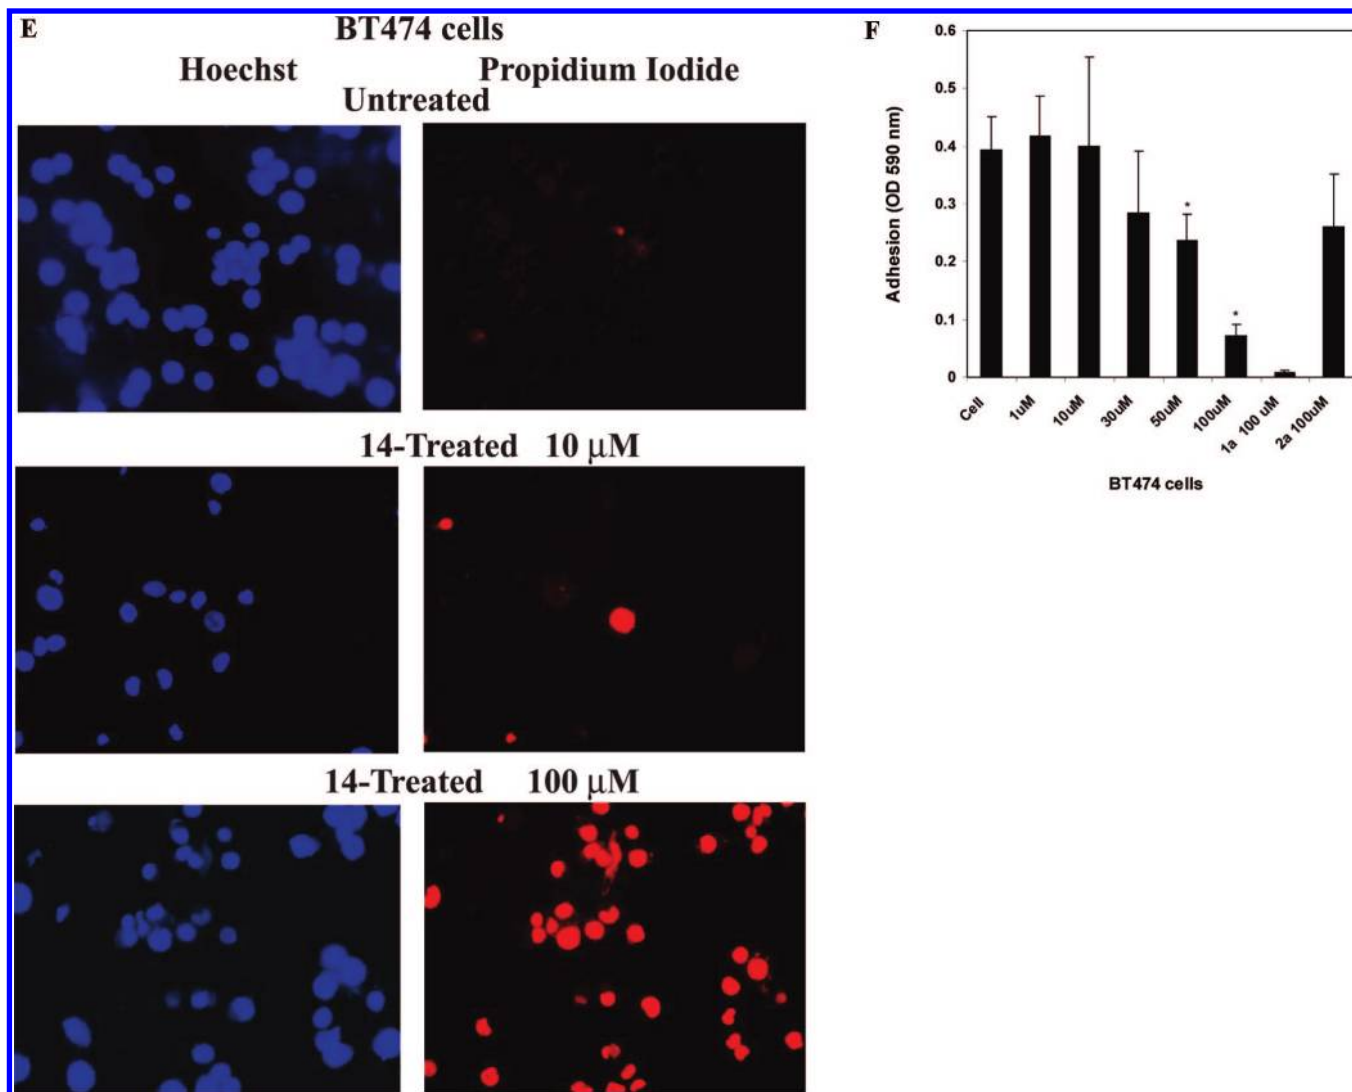 E
BT474 cells
Hoechst Propidium Iodide
Untreated
14-Treated 10 μM
14-Treated 100 μM
F
0.6
0.5
0.4
0.3
0.2
0.1
0
Adhesion (OD 590 nm)
*
*
Cell
1uM
10uM
30uM
50uM
100uM
1a 100 uM
2a 100uM
BT474 cells